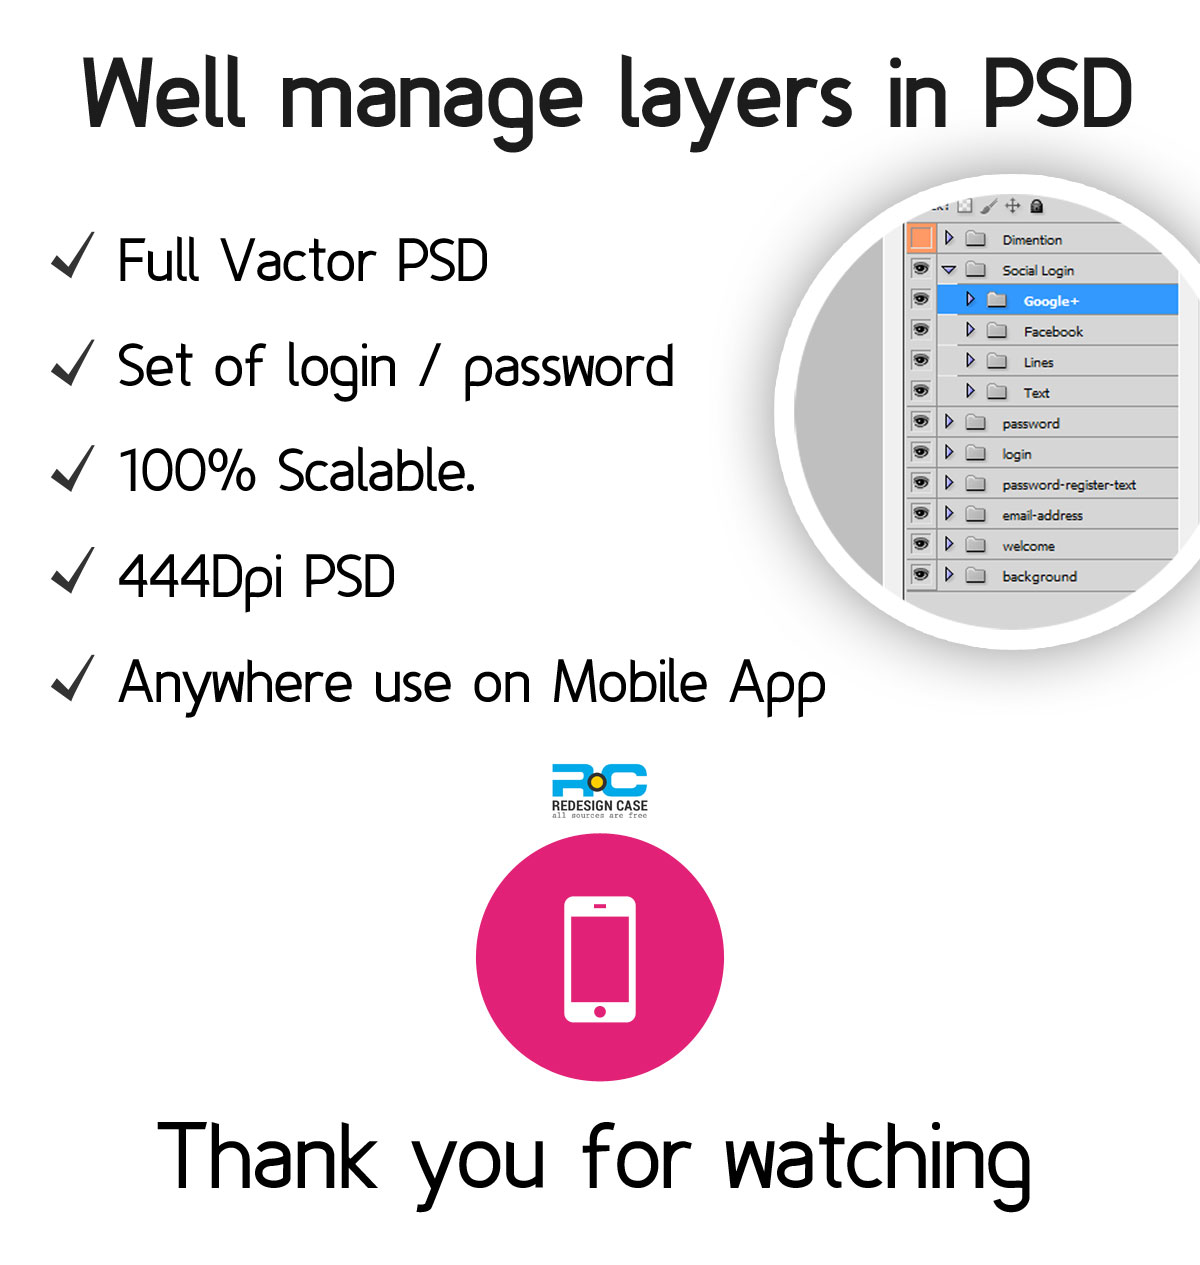 Well manage layers in PSD
Full Vactor PSD
Set of login / password
100% Scalable.
444Dpi PSD
Anywhere use on Mobile App
Dimention
Social Login
Google+
Facebook
Lines
Text
password
login
password-register-text
email-address
welcome
background
RC
REDESIGN CASE
all sources are free
Thank you for watching